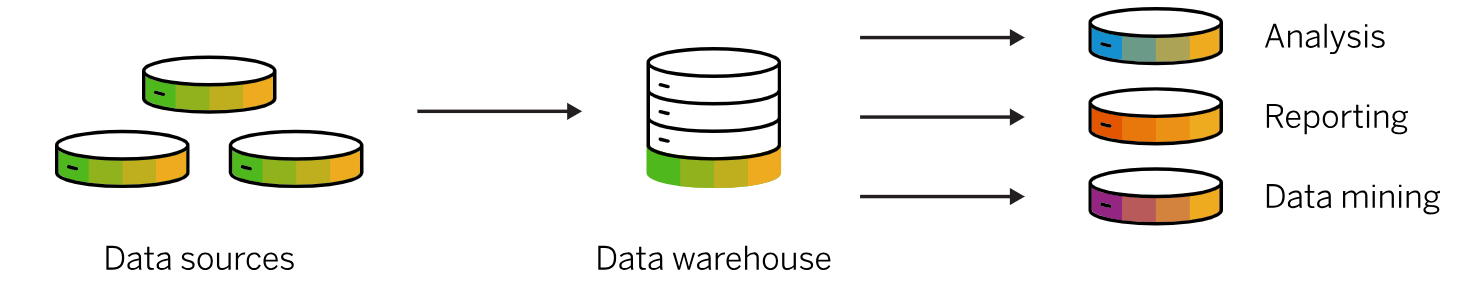 Analysis
Reporting
Data mining
Data sources
Data warehouse